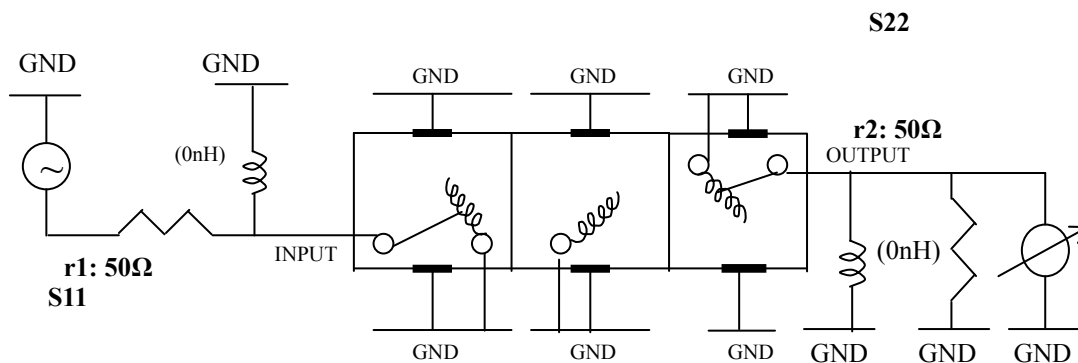 S22
GND
GND
GND
GND
GND
(0nH)
r2: 50Ω
OUTPUT
~
INPUT
r1: 50Ω
S11
(0nH)
GND
GND
GND
GND
GND
GND